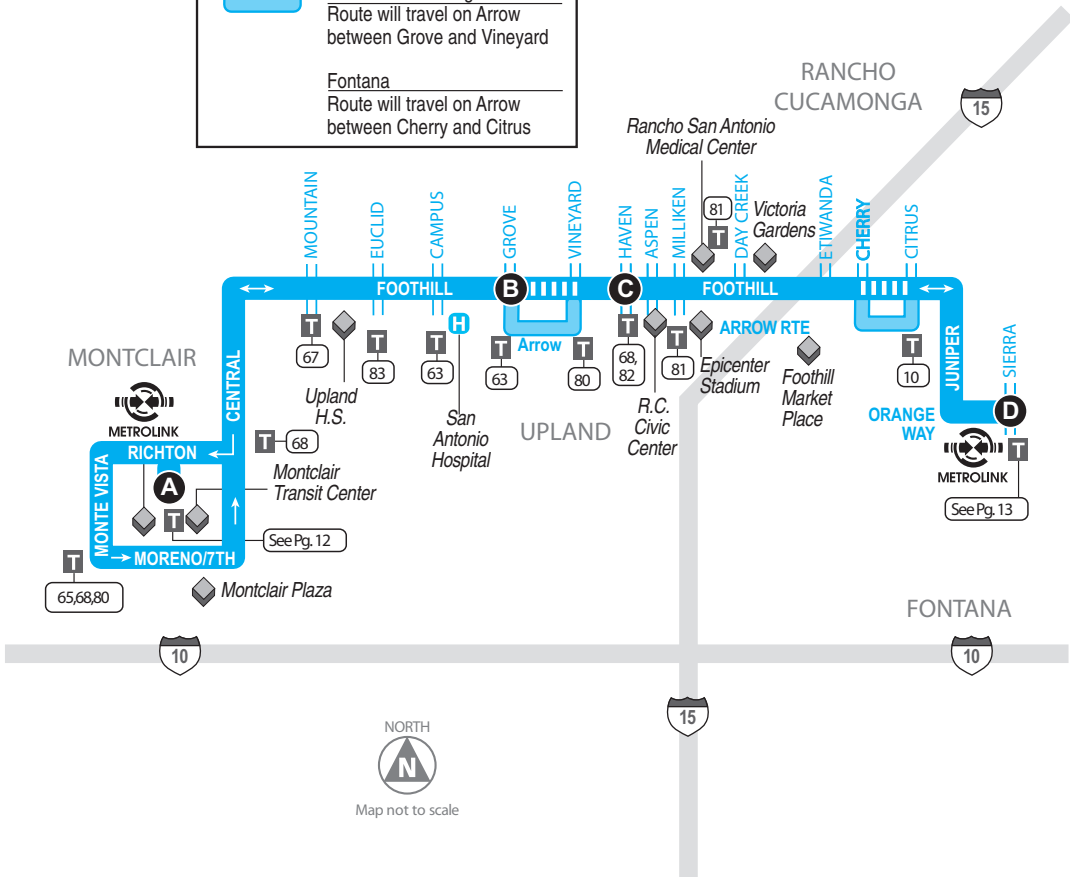 Route will travel on Arrow
between Grove and Vineyard
Fontana
Route will travel on Arrow
between Cherry and Citrus
RANCHO
CUCAMONGA
15
Rancho San Antonio
Medical Center
MOUNTAIN
EUCLID
CAMPUS
GROVE
VINEYARD
HAVEN
ASPEN
MILLIKEN
81
T
DAY CREEK
Victoria
Gardens
ETIWANDA
CHERRY
CITRUS
FOOTHILL
B
C
FOOTHILL
T
67
Upland
H.S.
T
83
T
63
H
San
Antonio
Hospital
T
63
Arrow
T
80
T
68,
82
R.C.
Civic
Center
T
81
Epicenter
Stadium
ARROW RTE
Foothill
Market
Place
T
10
JUNIPER
SIERRA
ORANGE
WAY
D
METROLINK
T
See Pg. 13
MONTCLAIR
METROLINK
CENTRAL
UPLAND
RICHTON
T
68
MONTE VISTA
A
Montclair
Transit Center
T
See Pg. 12
MORENO/7TH
T
65,68,80
Montclair Plaza
FONTANA
10
10
15
NORTH
N
Map not to scale